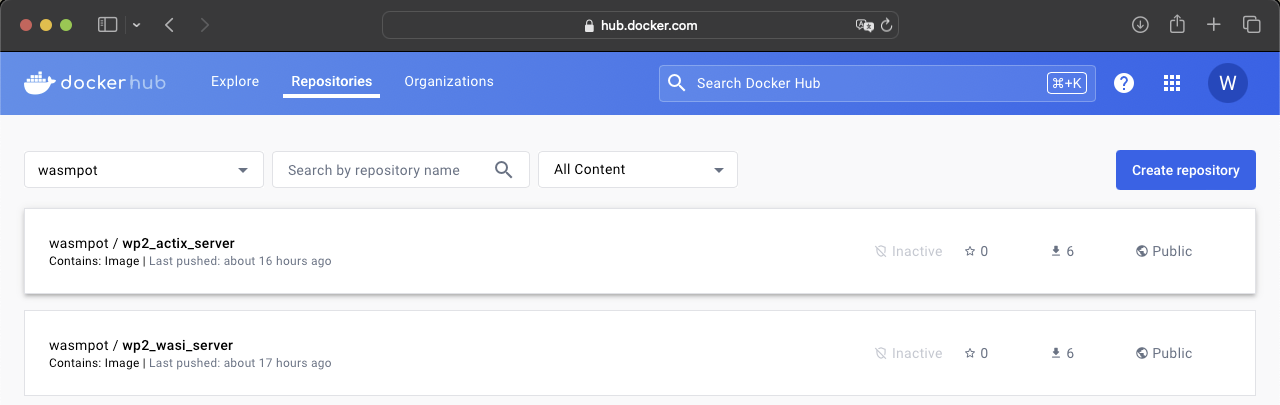 hub.docker.com
docker hub
Explore Repositories Organizations
Search Docker Hub ⌘+K
?
W
wasmpot
Search by repository name
All Content
Create repository
wasmpot / wp2_actix_server
Contains: Image | Last pushed: about 16 hours ago
Inactive 0 6 Public
wasmpot / wp2_wasi_server
Contains: Image | Last pushed: about 17 hours ago
Inactive 0 6 Public